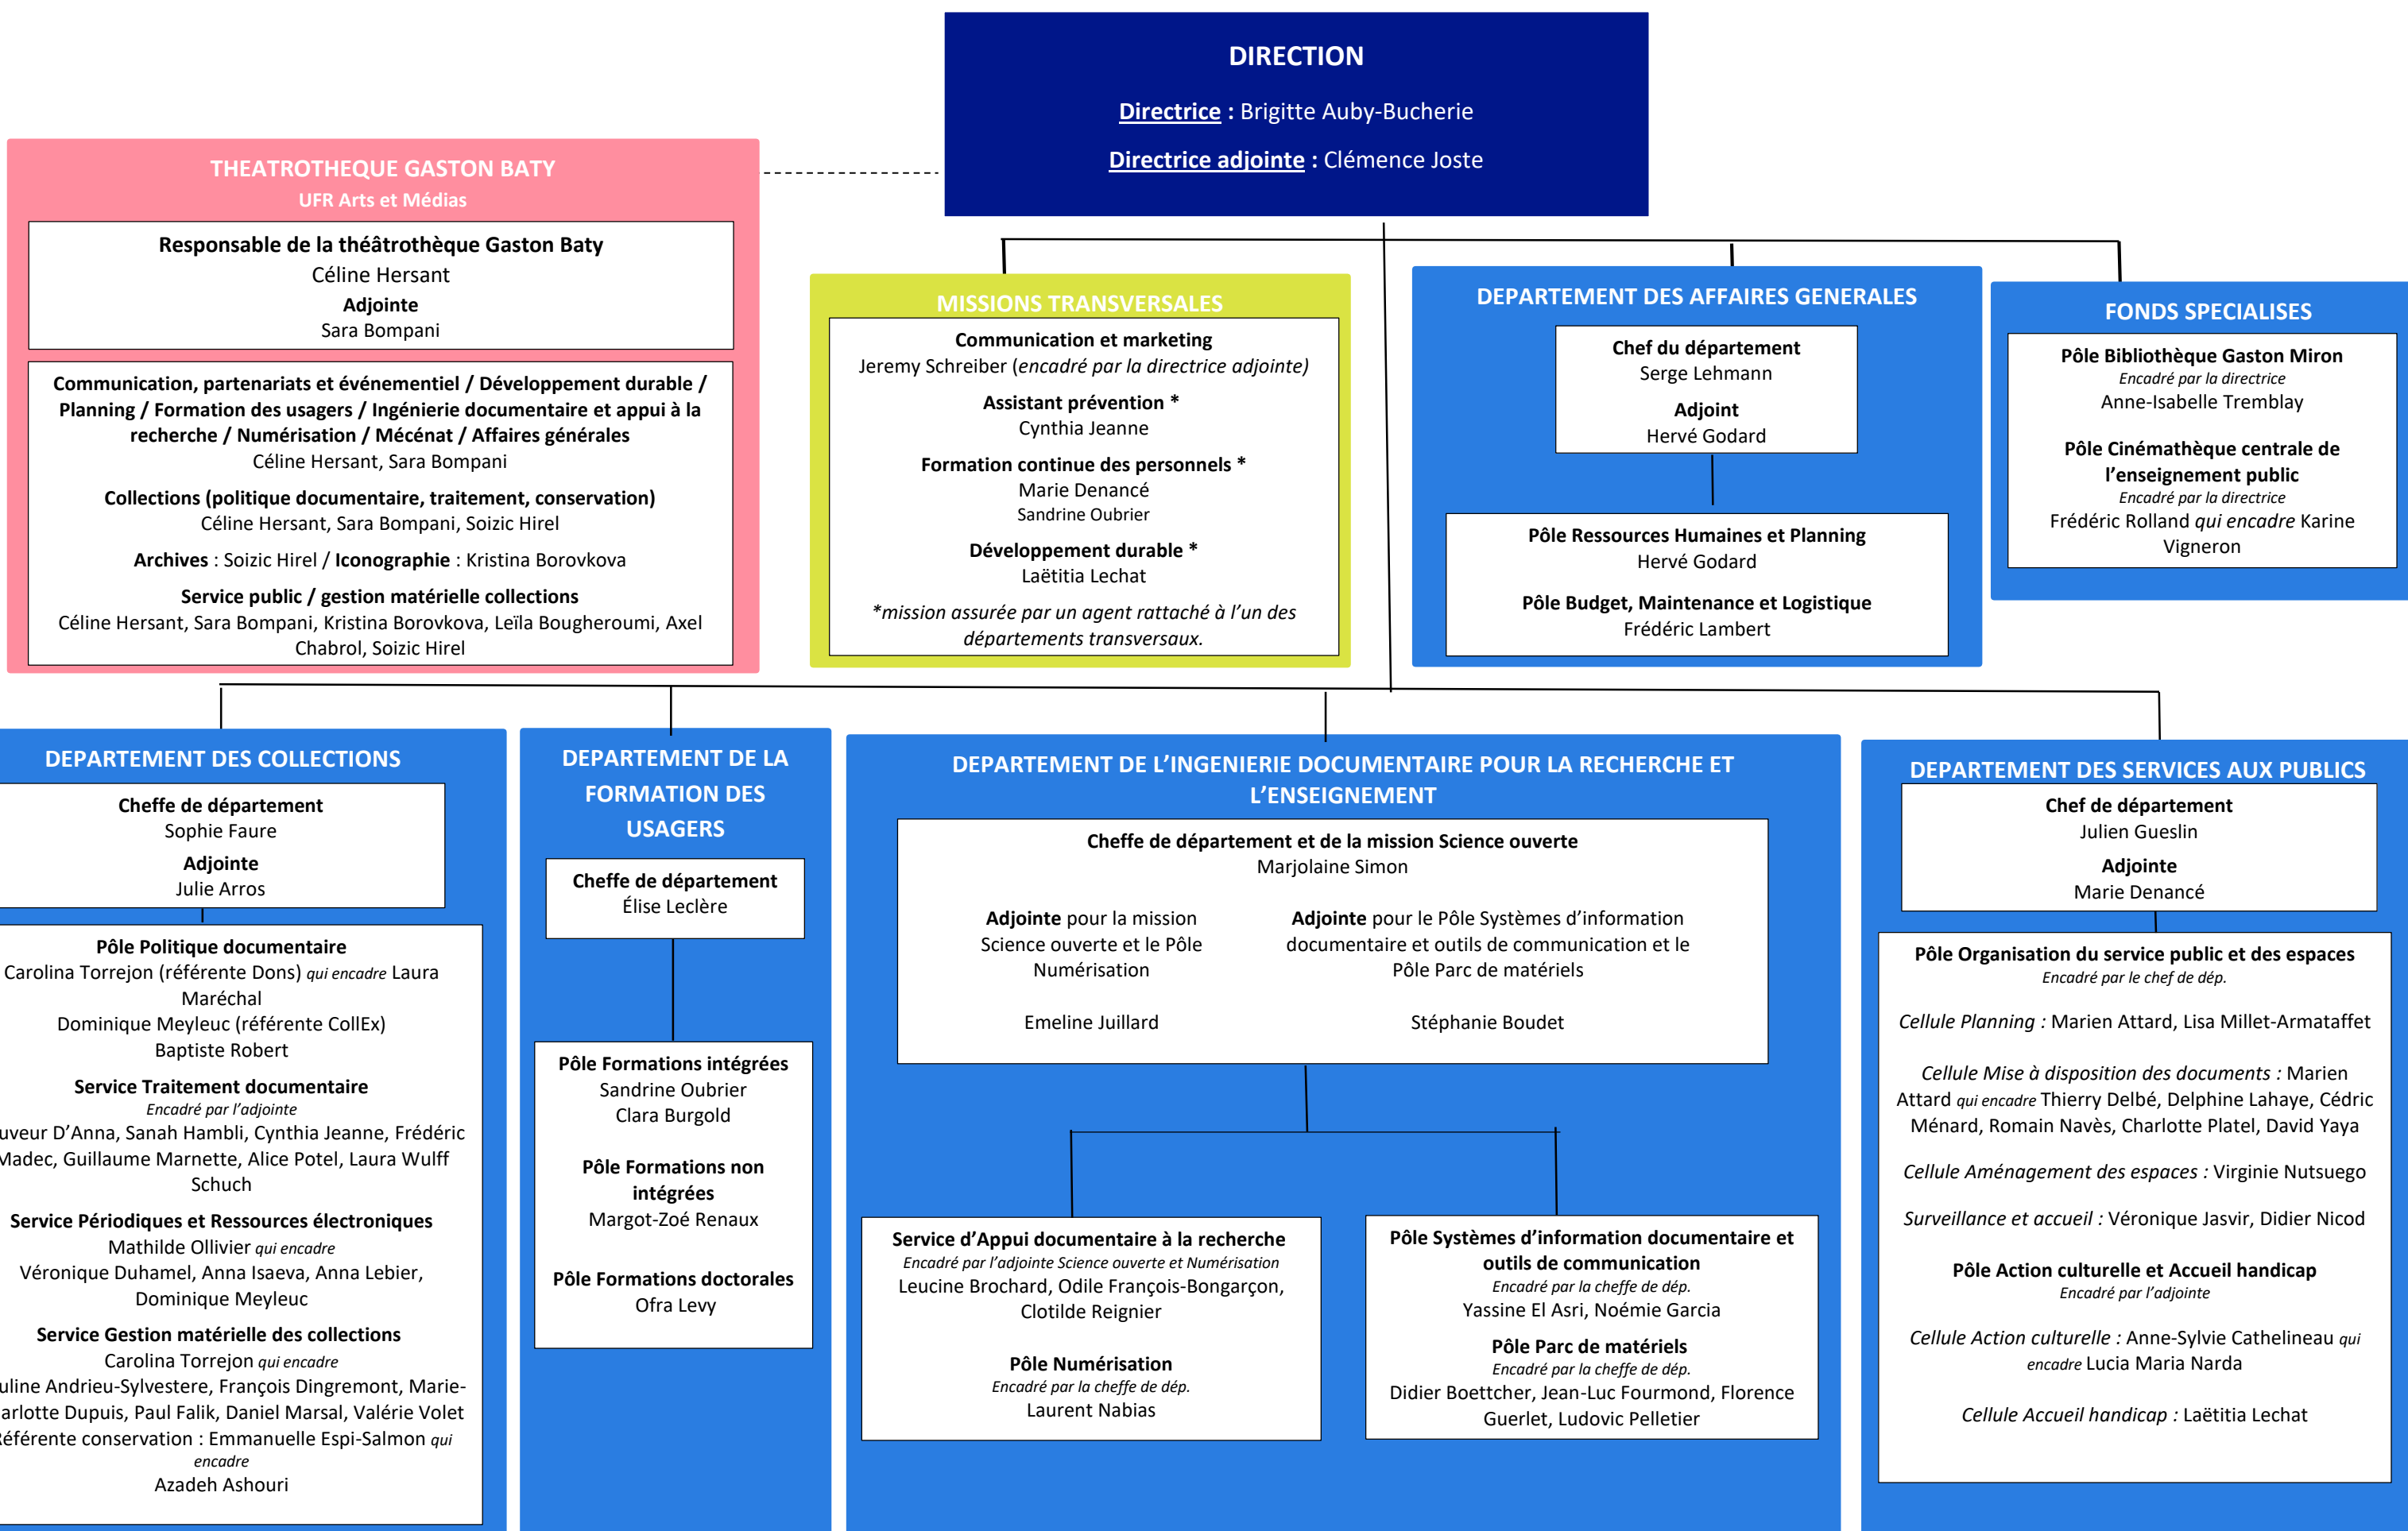 DIRECTION
Directrice : Brigitte Auby-Bucherie
Directrice adjointe : Clémence Joste
THEATROTHEQUE GASTON BATY
UFR Arts et Médias
Responsable de la théâtrothèque Gaston Baty
Céline Hersant
Adjointe
Sara Bompani
Communication, partenariats et événementiel / Développement durable /
Planning / Formation des usagers / Ingénierie documentaire et appui à la
recherche / Numérisation / Mécénat / Affaires générales
Céline Hersant, Sara Bompani
Collections (politique documentaire, traitement, conservation)
Céline Hersant, Sara Bompani, Soizic Hirel
Archives : Soizic Hirel / Iconographie : Kristina Borovkova
Service public / gestion matérielle collections
Céline Hersant, Sara Bompani, Kristina Borovkova, Leïla Bougheroumi, Axel
Chabrol, Soizic Hirel
MISSIONS TRANSVERSALES
Communication et marketing
Jeremy Schreiber (encadré par la directrice adjointe)
Assistant prévention *
Cynthia Jeanne
Formation continue des personnels *
Marie Denancé
Sandrine Oubrier
Développement durable *
Laëtitia Lechat
*mission assurée par un agent rattaché à l’un des
départements transversaux.
DEPARTEMENT DES AFFAIRES GENERALES
Chef du département
Serge Lehmann
Adjoint
Hervé Godard
Pôle Ressources Humaines et Planning
Hervé Godard
Pôle Budget, Maintenance et Logistique
Frédéric Lambert
FONDS SPECIALISES
Pôle Bibliothèque Gaston Miron
Encadré par la directrice
Anne-Isabelle Tremblay
Pôle Cinémathèque centrale de
l’enseignement public
Encadré par la directrice
Frédéric Rolland qui encadre Karine
Vigneron
DEPARTEMENT DES COLLECTIONS
Cheffe de département
Sophie Faure
Adjointe
Julie Arros
Pôle Politique documentaire
Carolina Torrejon (référente Dons) qui encadre Laura
Maréchal
Dominique Meyleuc (référente CollEx)
Baptiste Robert
Service Traitement documentaire
Encadré par l’adjointe
D’Anna, Sanah Hambli, Cynthia Jeanne, Frédéric
Madec, Guillaume Marnette, Alice Potel, Laura Wulff
Schuch
Service Périodiques et Ressources électroniques
Mathilde Ollivier qui encadre
Véronique Duhamel, Anna Isaeva, Anna Lebier,
Dominique Meyleuc
Service Gestion matérielle des collections
Carolina Torrejon qui encadre
Andrieu-Sylvestere, François Dingremont, Marie-
Dupuis, Paul Falik, Daniel Marsal, Valérie Volet
conservation : Emmanuelle Espi-Salmon qui
encadre
Azadeh Ashouri
DEPARTEMENT DE LA
FORMATION DES
USAGERS
Cheffe de département
Élise Leclère
Pôle Formations intégrées
Sandrine Oubrier
Clara Burgold
Pôle Formations non
intégrées
Margot-Zoé Renaux
Pôle Formations doctorales
Ofra Levy
DEPARTEMENT DE L’INGENIERIE DOCUMENTAIRE POUR LA RECHERCHE ET
L’ENSEIGNEMENT
Cheffe de département et de la mission Science ouverte
Marjolaine Simon
Adjointe pour la mission
Science ouverte et le Pôle
Numérisation
Emeline Juillard
Adjointe pour le Pôle Systèmes d’information
documentaire et outils de communication et le
Pôle Parc de matériels
Stéphanie Boudet
Service d’Appui documentaire à la recherche
Encadré par l’adjointe Science ouverte et Numérisation
Leucine Brochard, Odile François-Bongarçon,
Clotilde Reignier
Pôle Numérisation
Encadré par la cheffe de dép.
Laurent Nabias
Pôle Systèmes d’information documentaire et
outils de communication
Encadré par la cheffe de dép.
Yassine El Asri, Noémie Garcia
Pôle Parc de matériels
Encadré par la cheffe de dép.
Didier Boettcher, Jean-Luc Fourmond, Florence
Guerlet, Ludovic Pelletier
DEPARTEMENT DES SERVICES AUX PUBLICS
Chef de département
Julien Gueslin
Adjointe
Marie Denancé
Pôle Organisation du service public et des espaces
Encadré par le chef de dép.
Cellule Planning : Marien Attard, Lisa Millet-Armataffet
Cellule Mise à disposition des documents : Marien
Attard qui encadre Thierry Delbé, Delphine Lahaye, Cédric
Ménard, Romain Navès, Charlotte Platel, David Yaya
Cellule Aménagement des espaces : Virginie Nutsuego
Surveillance et accueil : Véronique Jasvir, Didier Nicod
Pôle Action culturelle et Accueil handicap
Encadré par l’adjointe
Cellule Action culturelle : Anne-Sylvie Cathelineau qui
encadre Lucia Maria Narda
Cellule Accueil handicap : Laëtitia Lechat